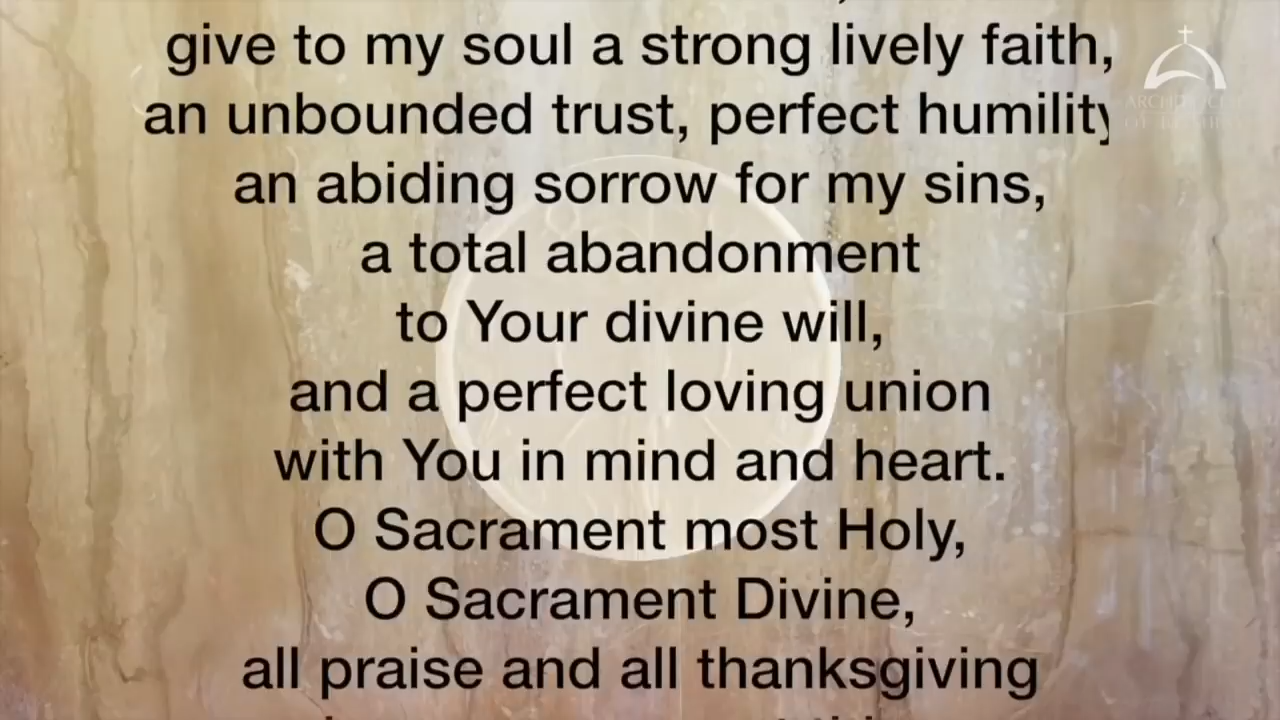 give to my soul a strong lively faith,
an unbounded trust, perfect humility
an abiding sorrow for my sins,
a total abandonment
to Your divine will,
and a perfect loving union
with You in mind and heart.
O Sacrament most Holy,
O Sacrament Divine,
all praise and all thanksgiving